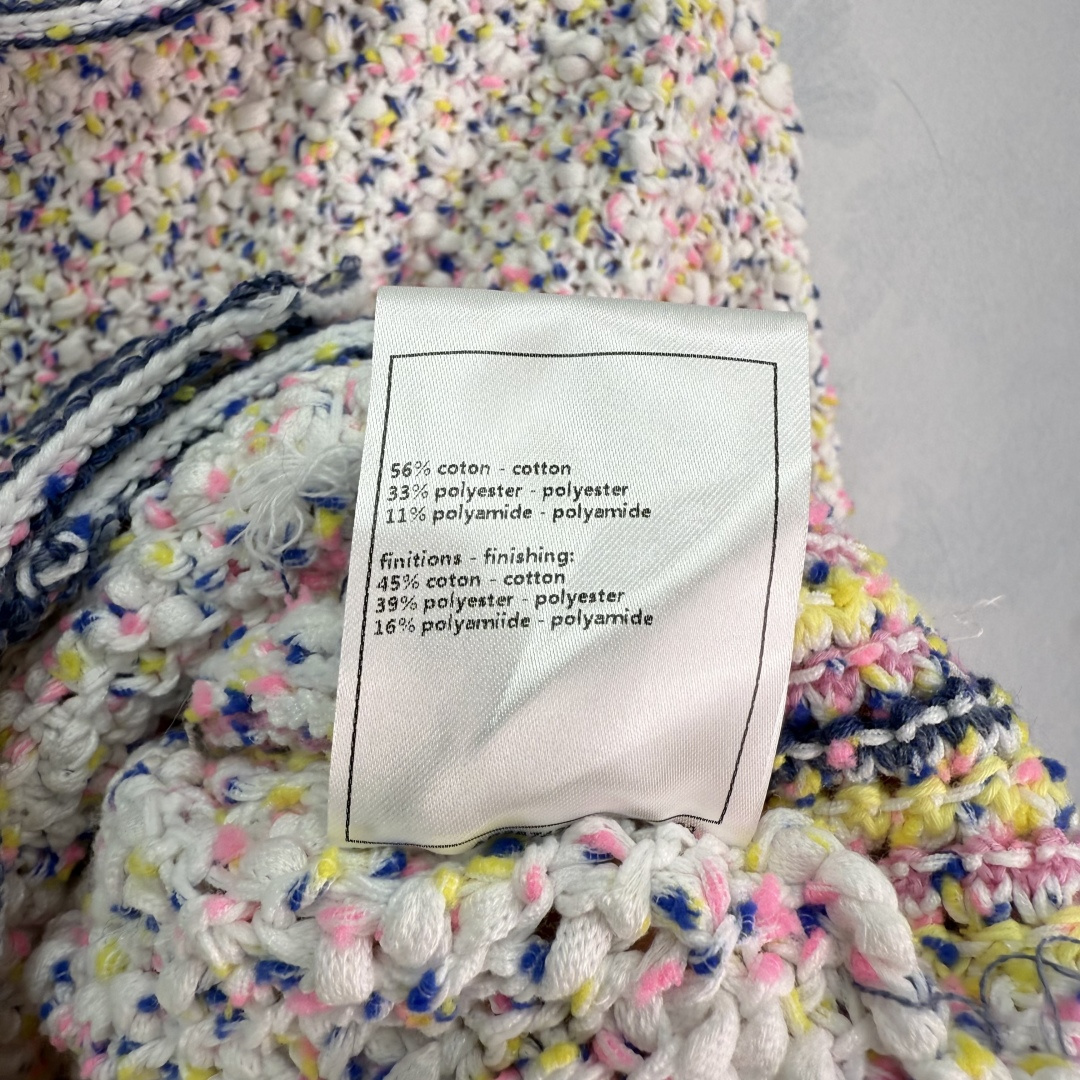 56% coton - cotton
33% polyester - polyester
11% polyamide - polyamide
finitions - finishing:
45% coton - cotton
39% polyester - polyester
16% polyamiide - polyamide